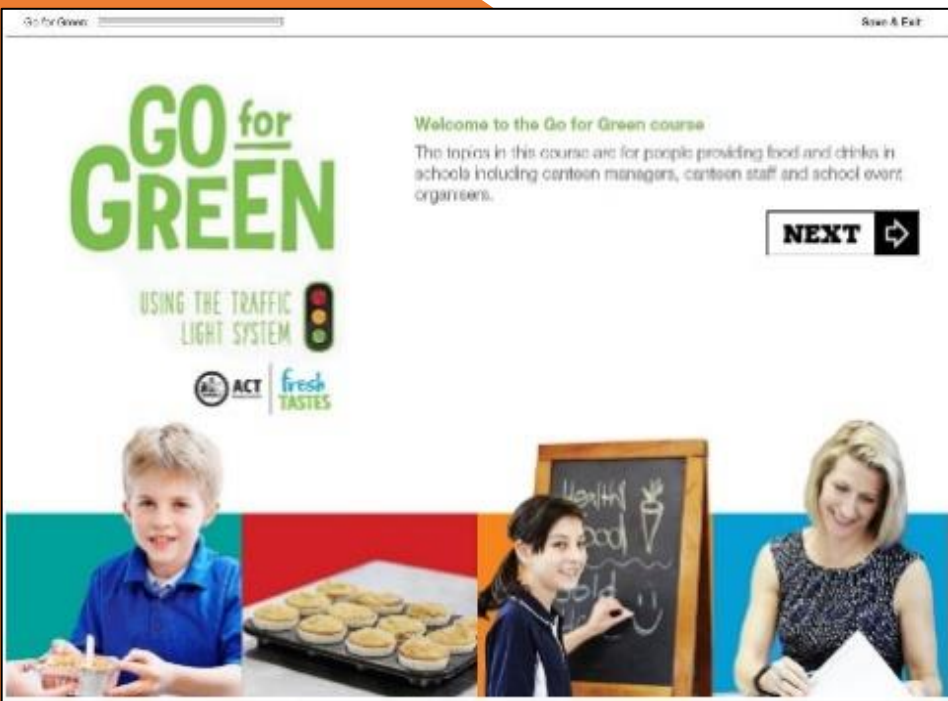 Go for Green
Save & Exit
GO for
GREEN
USING THE TRAFFIC
LIGHT SYSTEM
ACT
fresh
TASTES
Welcome to the Go for Green course
The topics in this course are for people providing food and drinks in
schools including canteen managers, canteen staff and school event
organisers.
NEXT
Healthy
food
Sold